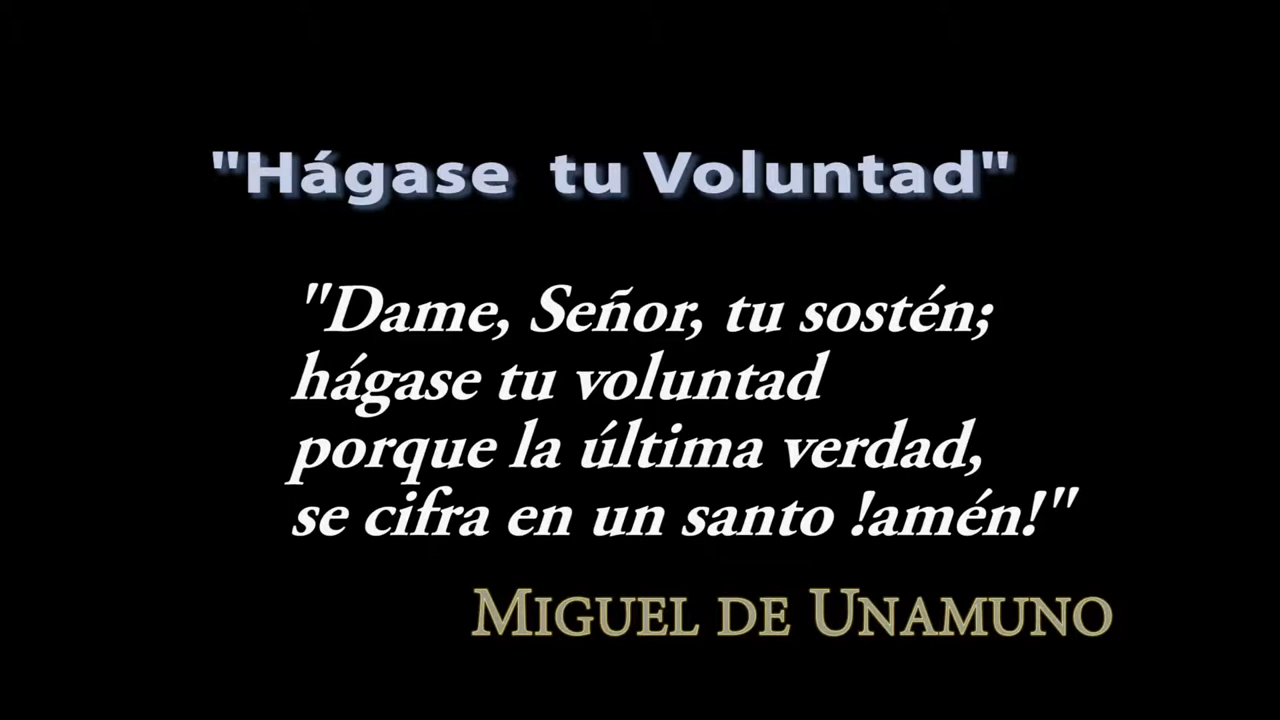 "Hágase tu Voluntad"
"Dame, Señor, tu sostén;
hágase tu voluntad
porque la última verdad,
se cifra en un santo !amén!"
MIGUEL DE UNAMUNO